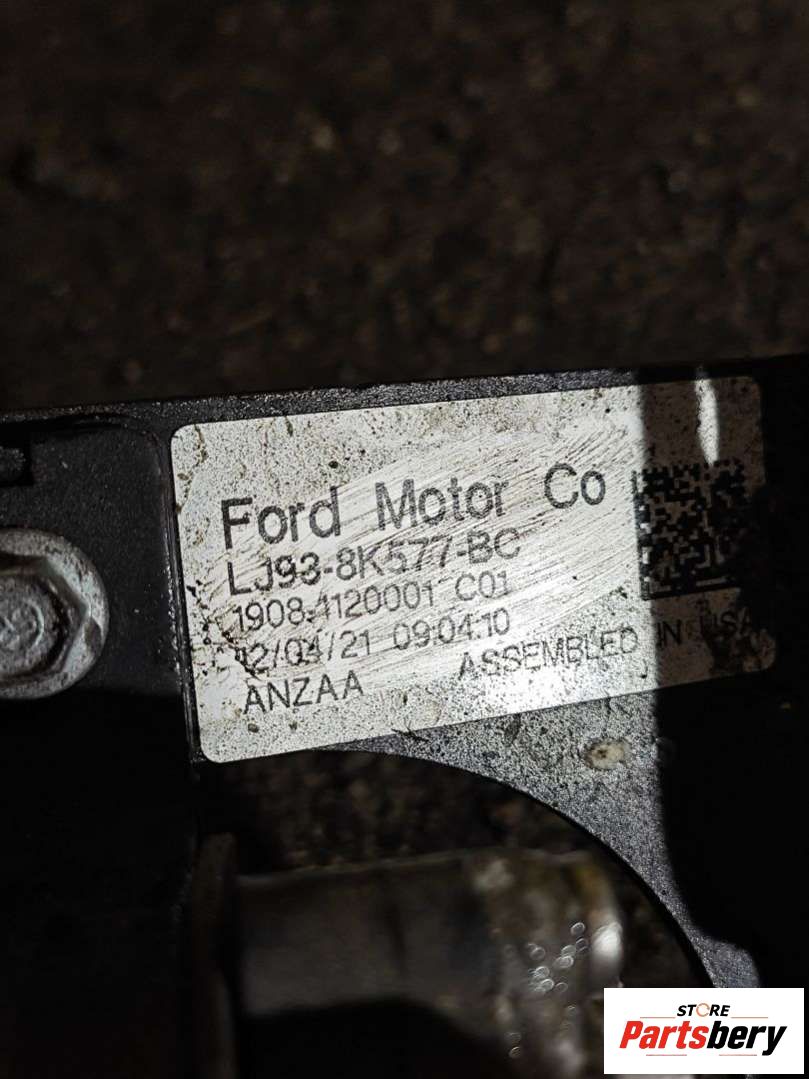 Ford Motor Co
LJ93-8K577-BC
1908-1120001 C01
12/04/21 09:04:10
ANZAA
ASSEMBLED IN USA
STORE
Partsbery